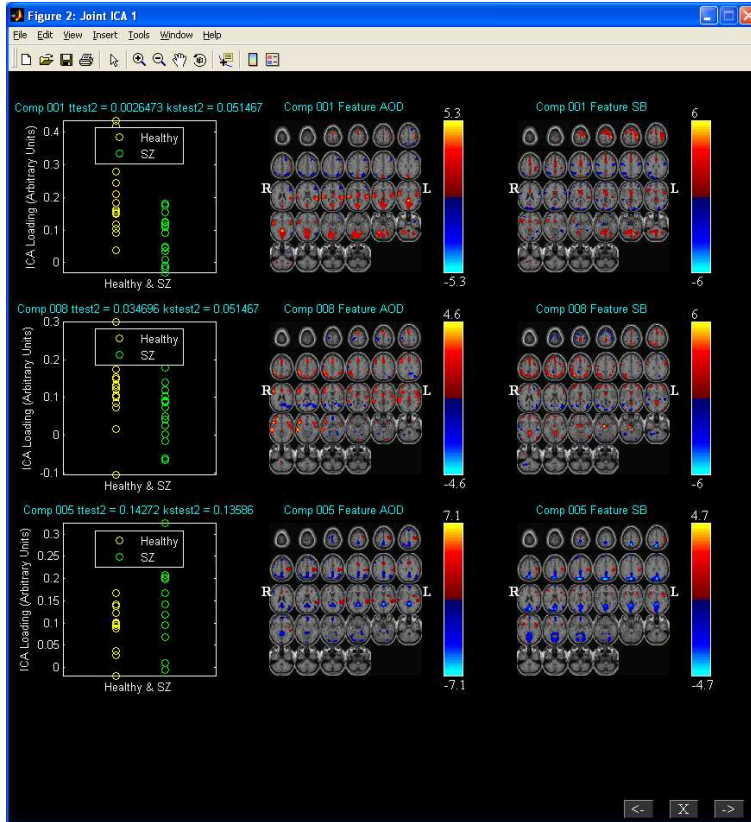 Figure 2: Joint ICA 1
File Edit View Insert Tools Window Help
Comp 001 ttest2 = 0.0026473 kstest2 = 0.051467
Comp 001 Feature AOD
Comp 001 Feature SB
ICA Loading (Arbitrary Units)
0.4
0.3
0.2
0.1
0
Healthy
SZ
Healthy & SZ
R
L
5.3
-5.3
6
-6
Comp 008 ttest2 = 0.034696 kstest2 = 0.051467
Comp 008 Feature AOD
Comp 008 Feature SB
ICA Loading (Arbitrary Units)
0.3
0.2
0.1
0
-0.1
Healthy
SZ
Healthy & SZ
R
L
4.6
-4.6
6
-6
Comp 005 ttest2 = 0.14272 kstest2 = 0.13586
Comp 005 Feature AOD
Comp 005 Feature SB
ICA Loading (Arbitrary Units)
0.3
0.25
0.2
0.15
0.1
0.05
0
Healthy
SZ
Healthy & SZ
R
L
7.1
-7.1
4.7
-4.7
<- X ->